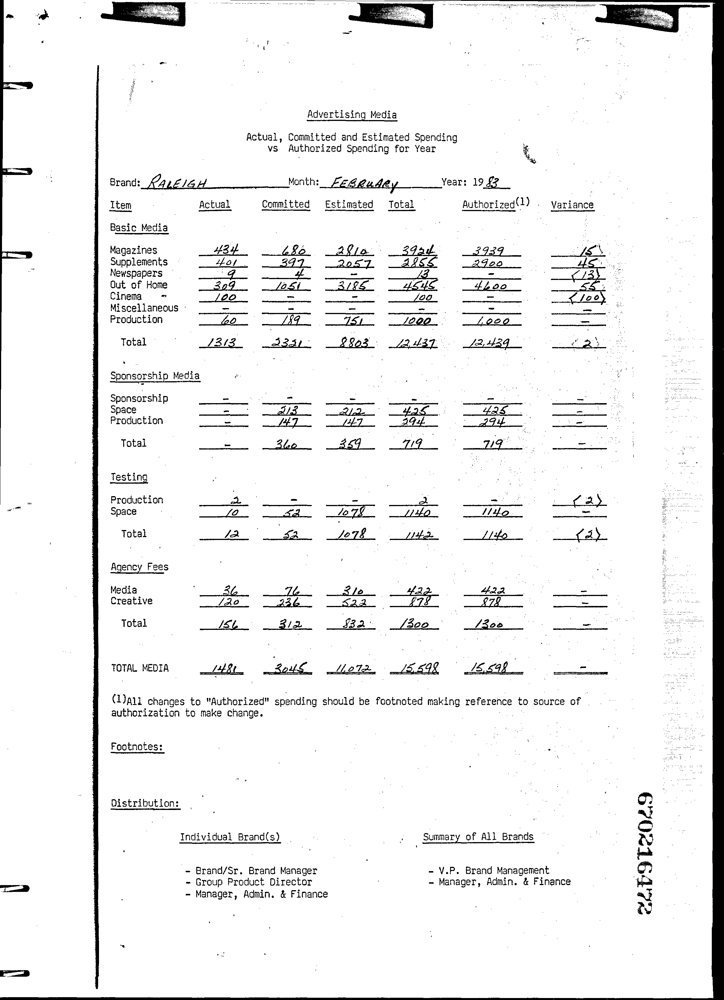 Advertising Media
Actual, Committed and Estimated Spending
vs Authorized Spending for Year
Brand: RALEIGH Month: FEBRUARY Year: 19 83
Item Actual Committed Estimated Total Authorized(1) Variance
Basic Media
Magazines 434 680 2810 3924 3939 15
Supplements 401 397 2057 2855 2900 45
Newspapers 9 4 - 13 - <13>
Out of Home 309 1051 3185 4545 4600 55
Cinema - 100 - - 100 - <100>
Miscellaneous - - - - - -
Production 60 189 751 1000 1,000 -
Total 1313 2321 8803 12,437 12,439 2
Sponsorship Media
Sponsorship - - - - - -
Space - 213 212 425 425 -
Production - 147 147 294 294 -
Total - 360 359 719 719 -
Testing
Production 2 - - 2 - <2>
Space 10 52 1078 1140 1140 -
Total 12 52 1078 1142 1140 <2>
Agency Fees
Media 36 76 310 422 422 -
Creative 120 236 522 878 878 -
Total 156 312 832 1300 1300 -
TOTAL MEDIA 1481 3045 11,072 15,598 15,598 -
(1)All changes to "Authorized" spending should be footnoted making reference to source of
authorization to make change.
Footnotes:
Distribution:
Individual Brand(s) Summary of All Brands
- Brand/Sr. Brand Manager - V.P. Brand Management
- Group Product Director - Manager, Admin. & Finance
- Manager, Admin. & Finance
670216472